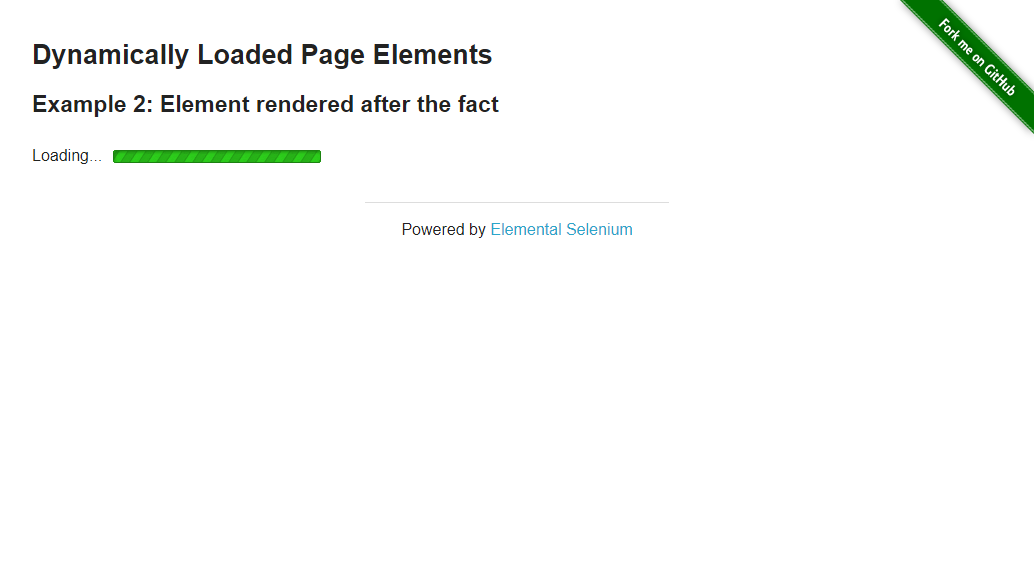 Fork me on GitHub
Dynamically Loaded Page Elements
Example 2: Element rendered after the fact
Loading...
Powered by Elemental Selenium